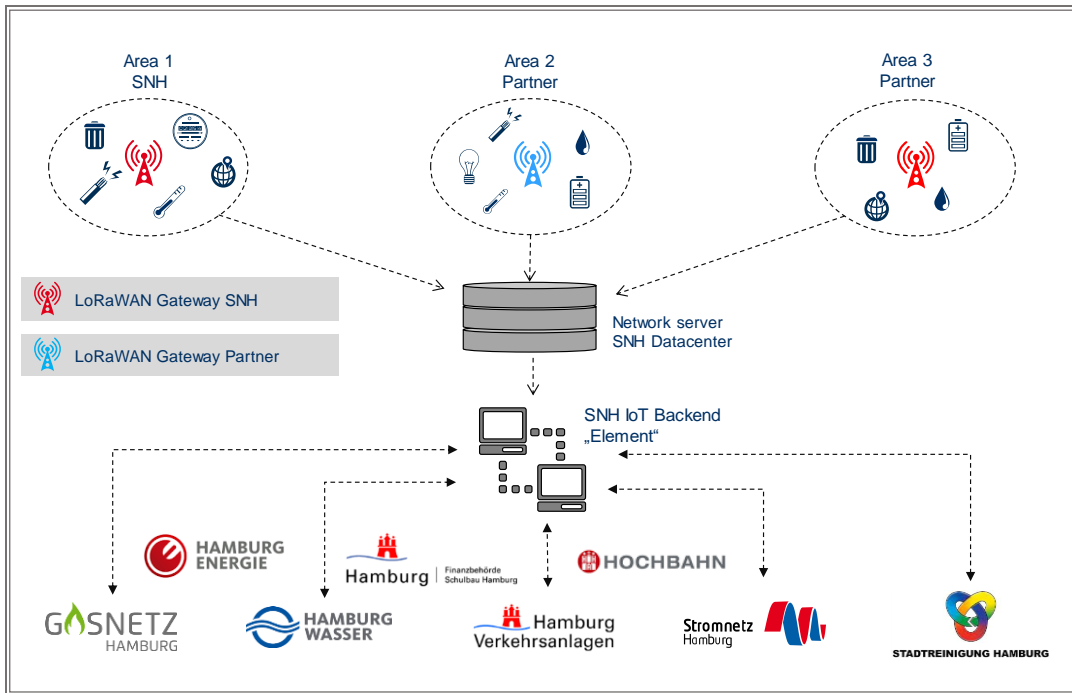 Area 1
SNH
Area 2
Partner
Area 3
Partner
LoRaWAN Gateway SNH
LoRaWAN Gateway Partner
Network server
SNH Datacenter
SNH IoT Backend
„Element“
HAMBURG
ENERGIE
Hamburg
Finanzbehörde
Schulbau Hamburg
HOCHBAHN
GASNETZ
HAMBURG
HAMBURG
WASSER
Hamburg
Verkehrsanlagen
Stromnetz
Hamburg
STADTREINIGUNG HAMBURG